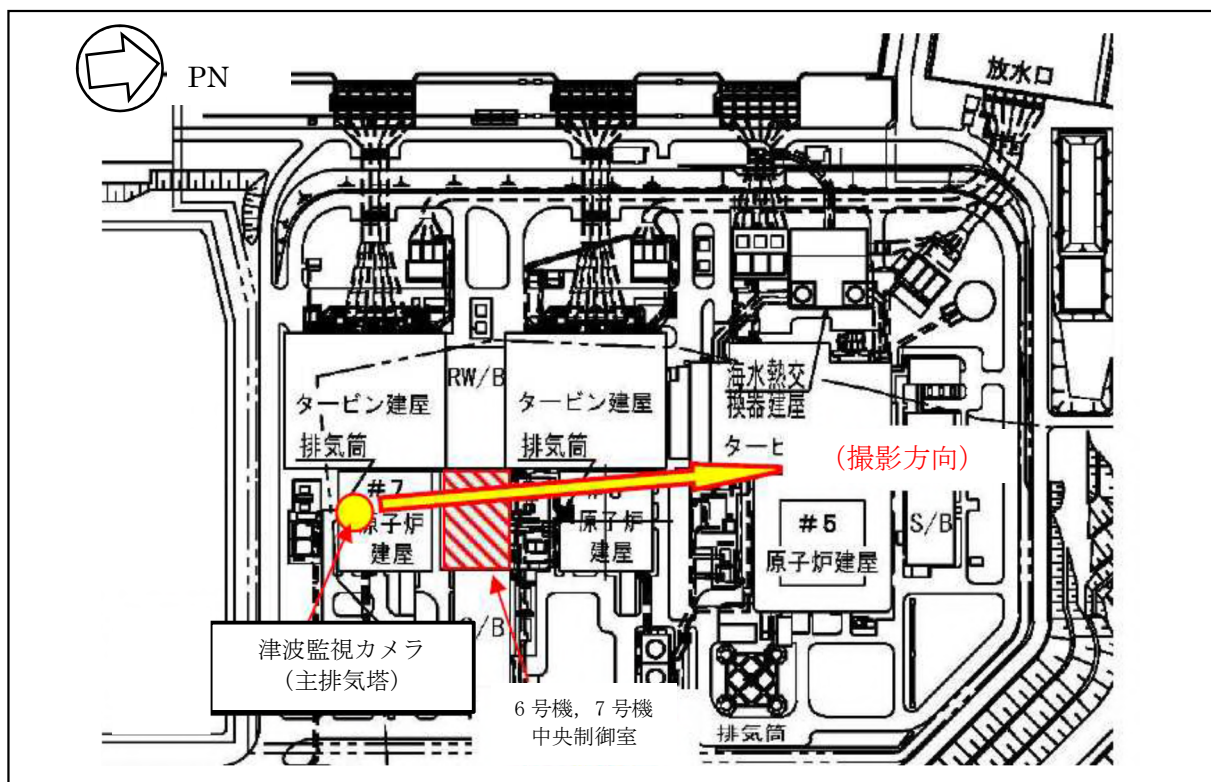 PN
放水口
RW/B
海水熱交
換器建屋
タービン建屋
タービン建屋
ター
排気筒
排気筒
(撮影方向)
#7
原子炉
建屋
原子炉
建屋
#5
原子炉建屋
S/B
/B
津波監視カメラ
(主排気塔)
6 号機, 7 号機
中央制御室
排気筒